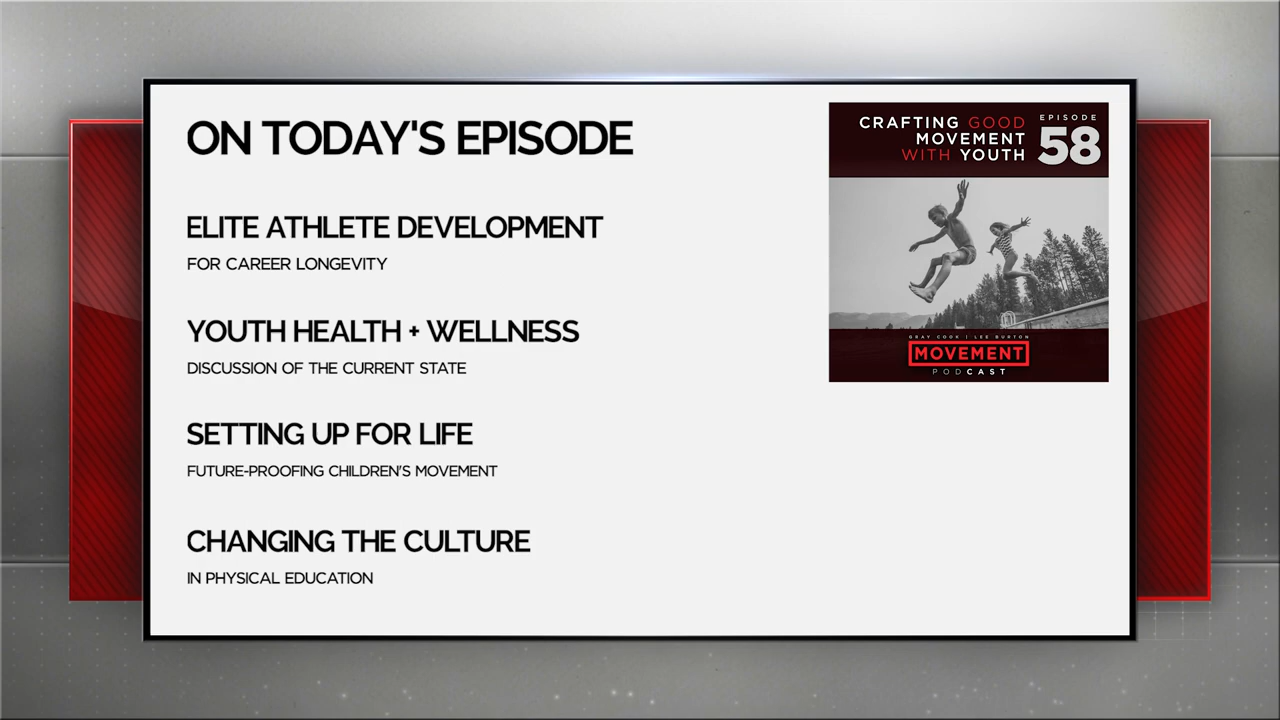 ON TODAY'S EPISODE
ELITE ATHLETE DEVELOPMENT
FOR CAREER LONGEVITY
YOUTH HEALTH + WELLNESS
DISCUSSION OF THE CURRENT STATE
SETTING UP FOR LIFE
FUTURE-PROOFING CHILDREN'S MOVEMENT
CHANGING THE CULTURE
IN PHYSICAL EDUCATION
CRAFTING GOOD
MOVEMENT
WITH YOUTH
EPISODE
58
GRAY COOK | LEE BURTON
MOVEMENT
PODCAST